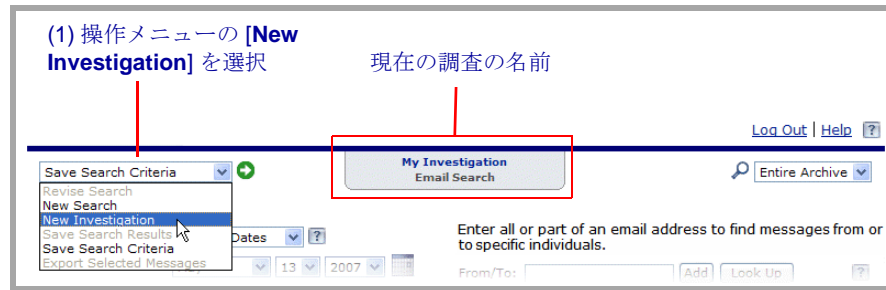 (1) 操作メニューの [New
Investigation] を選択
現在の調査の名前
Log Out | Help ?
Save Search Criteria
My Investigation
Email Search
Entire Archive
Revise Search
New Search
New Investigation
Save Search Results
Save Search Criteria
Export Selected Messages
Dates ?
13 2007
Enter all or part of an email address to find messages from or
to specific individuals.
From/To: Add Look Up ?